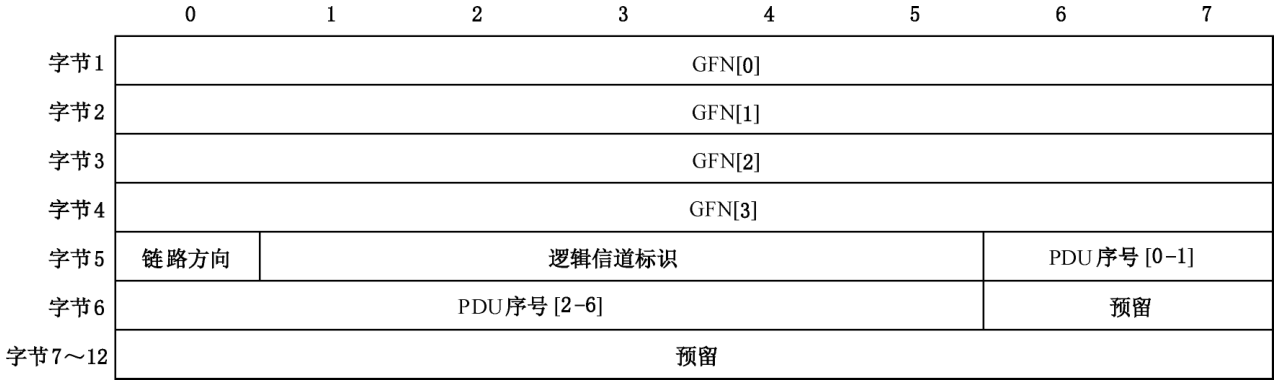 0 1 2 3 4 5 6 7
字节1 GFN[0]
字节2 GFN[1]
字节3 GFN[2]
字节4 GFN[3]
字节5 链路方向 逻辑信道标识 PDU序号[0-1]
字节6 PDU序号[2-6] 预留
字节7～12 预留